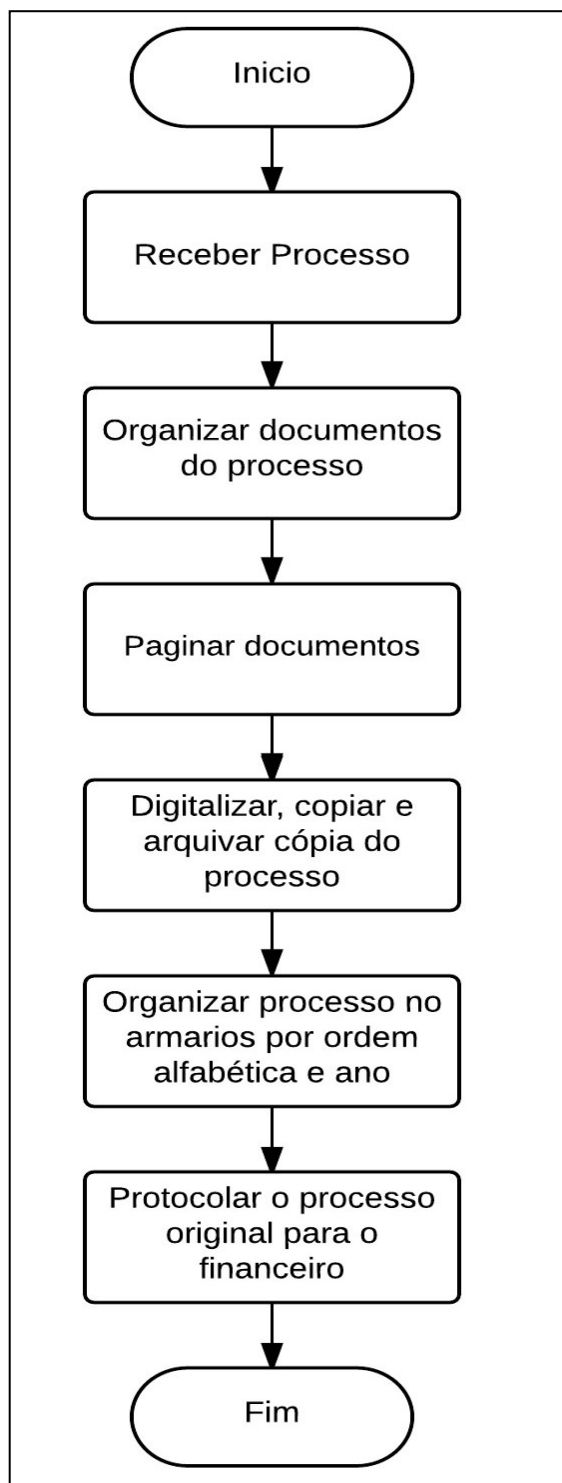 Inicio
Receber Processo
Organizar documentos
do processo
Paginar documentos
Digitalizar, copiar e
arquivar cópia do
processo
Organizar processo no
armarios por ordem
alfabética e ano
Protocolar o processo
original para o
financeiro
Fim